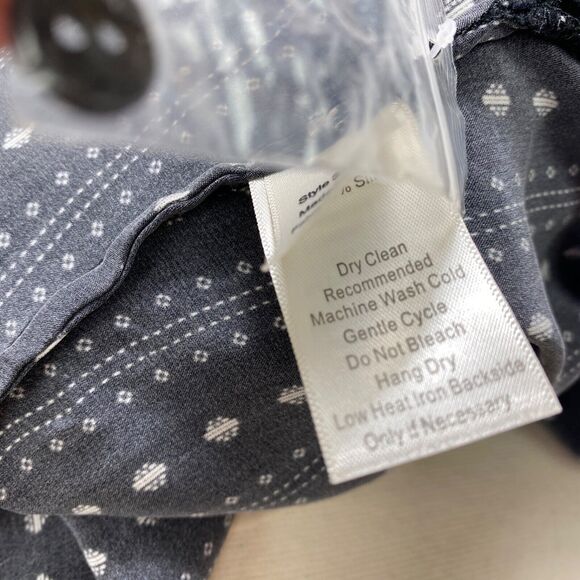 Style
Dry Clean
Recommended
Machine Wash Cold
Gentle Cycle
Do Not Bleach
Hang Dry
Low Heat Iron Backside
Only if Necessary